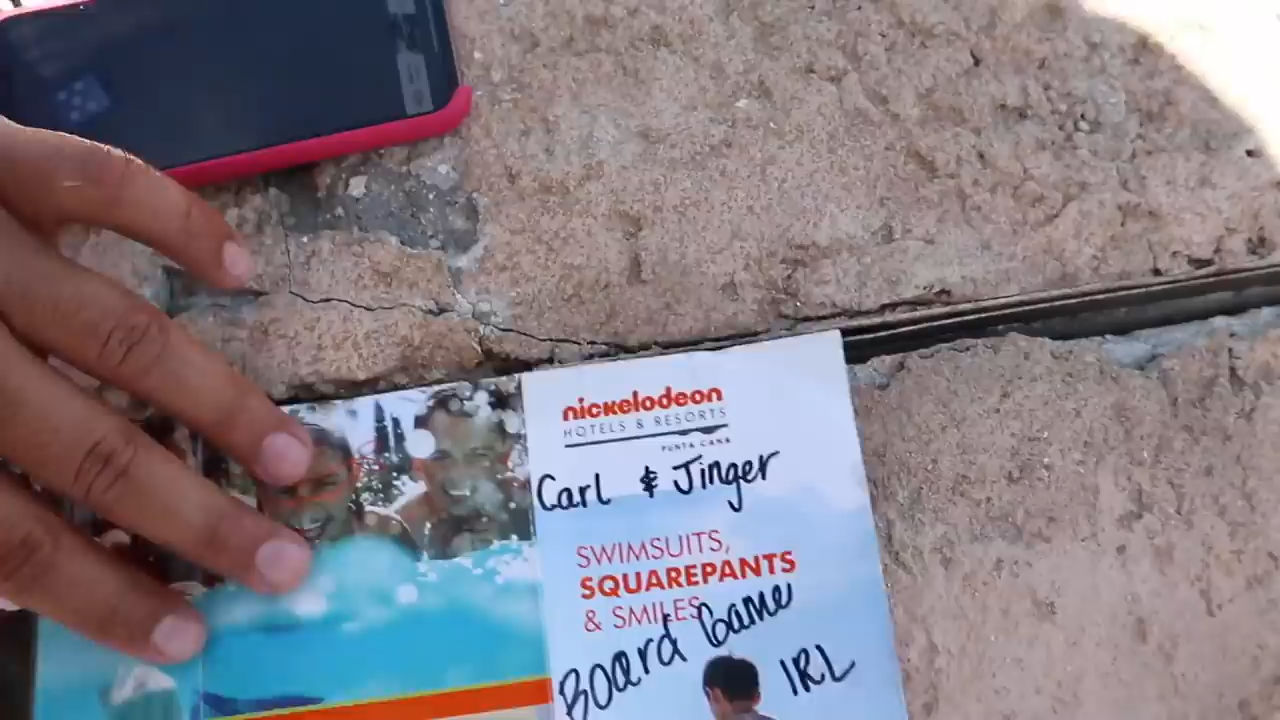 nickelodeon
HOTELS & RESORTS
PUNTA CANA
Carl & Jinger
SWIMSUITS,
SQUAREPANTS
& SMILES
Board Game
IRL